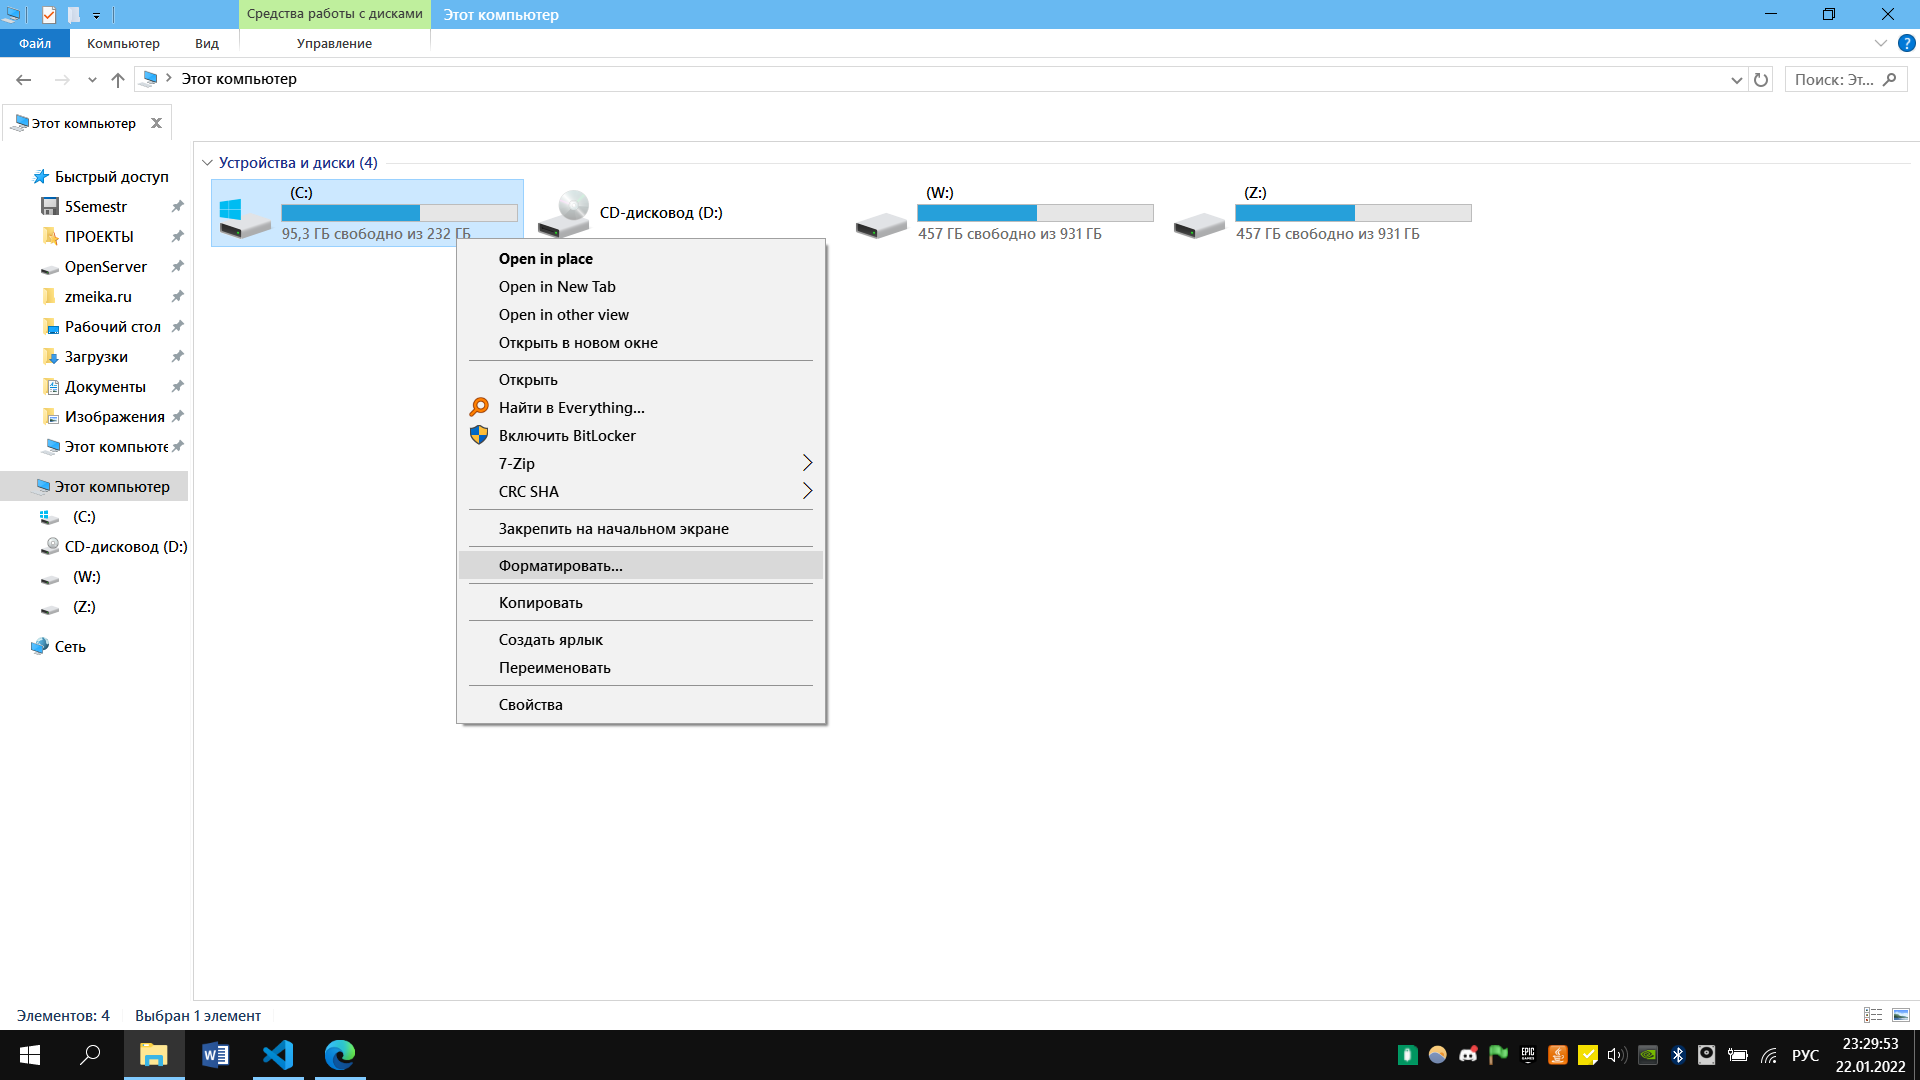 Средства работы с дисками
Этот компьютер
Файл
Компьютер
Вид
Управление
Этот компьютер
Поиск: Эт...
Этот компьютер
Быстрый доступ
5Semestr
ПРОЕКТЫ
OpenServer
zmeika.ru
Рабочий стол
Загрузки
Документы
Изображения
Этот компьюте
Этот компьютер
(C:)
CD-дисковод (D:)
(W:)
(Z:)
Сеть
Устройства и диски (4)
(C:)
95,3 ГБ свободно из 232 ГБ
CD-дисковод (D:)
(W:)
457 ГБ свободно из 931 ГБ
(Z:)
457 ГБ свободно из 931 ГБ
Open in place
Open in New Tab
Open in other view
Открыть в новом окне
Открыть
Найти в Everything...
Включить BitLocker
7-Zip
CRC SHA
Закрепить на начальном экране
Форматировать...
Копировать
Создать ярлык
Переименовать
Свойства
Элементов: 4
Выбран 1 элемент
EPIC
РУС
23:29:53
22.01.2022